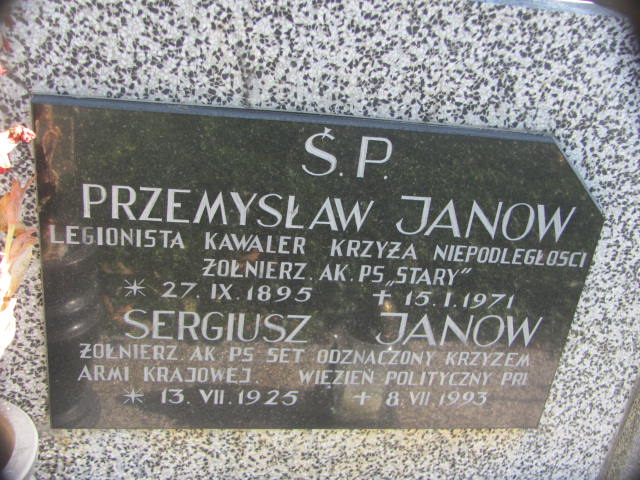 Ś.P.
PRZEMYSŁAW JANOW
LEGIONISTA KAWALER KRZYŻA NIEPODLEGŁOŚCI
ŻOŁNIERZ. AK. PS. „STARY"
* 27. IX. 1895 + 15. I. 1971
SERGIUSZ JANOW
ŻOŁNIERZ. AK PS SET ODZNACZONY KRZYZEM
ARMI KRAJOWEJ. WIĘZIEŃ POLITYCZNY PRL
* 13. VII. 1925 + 8. VII. 1993